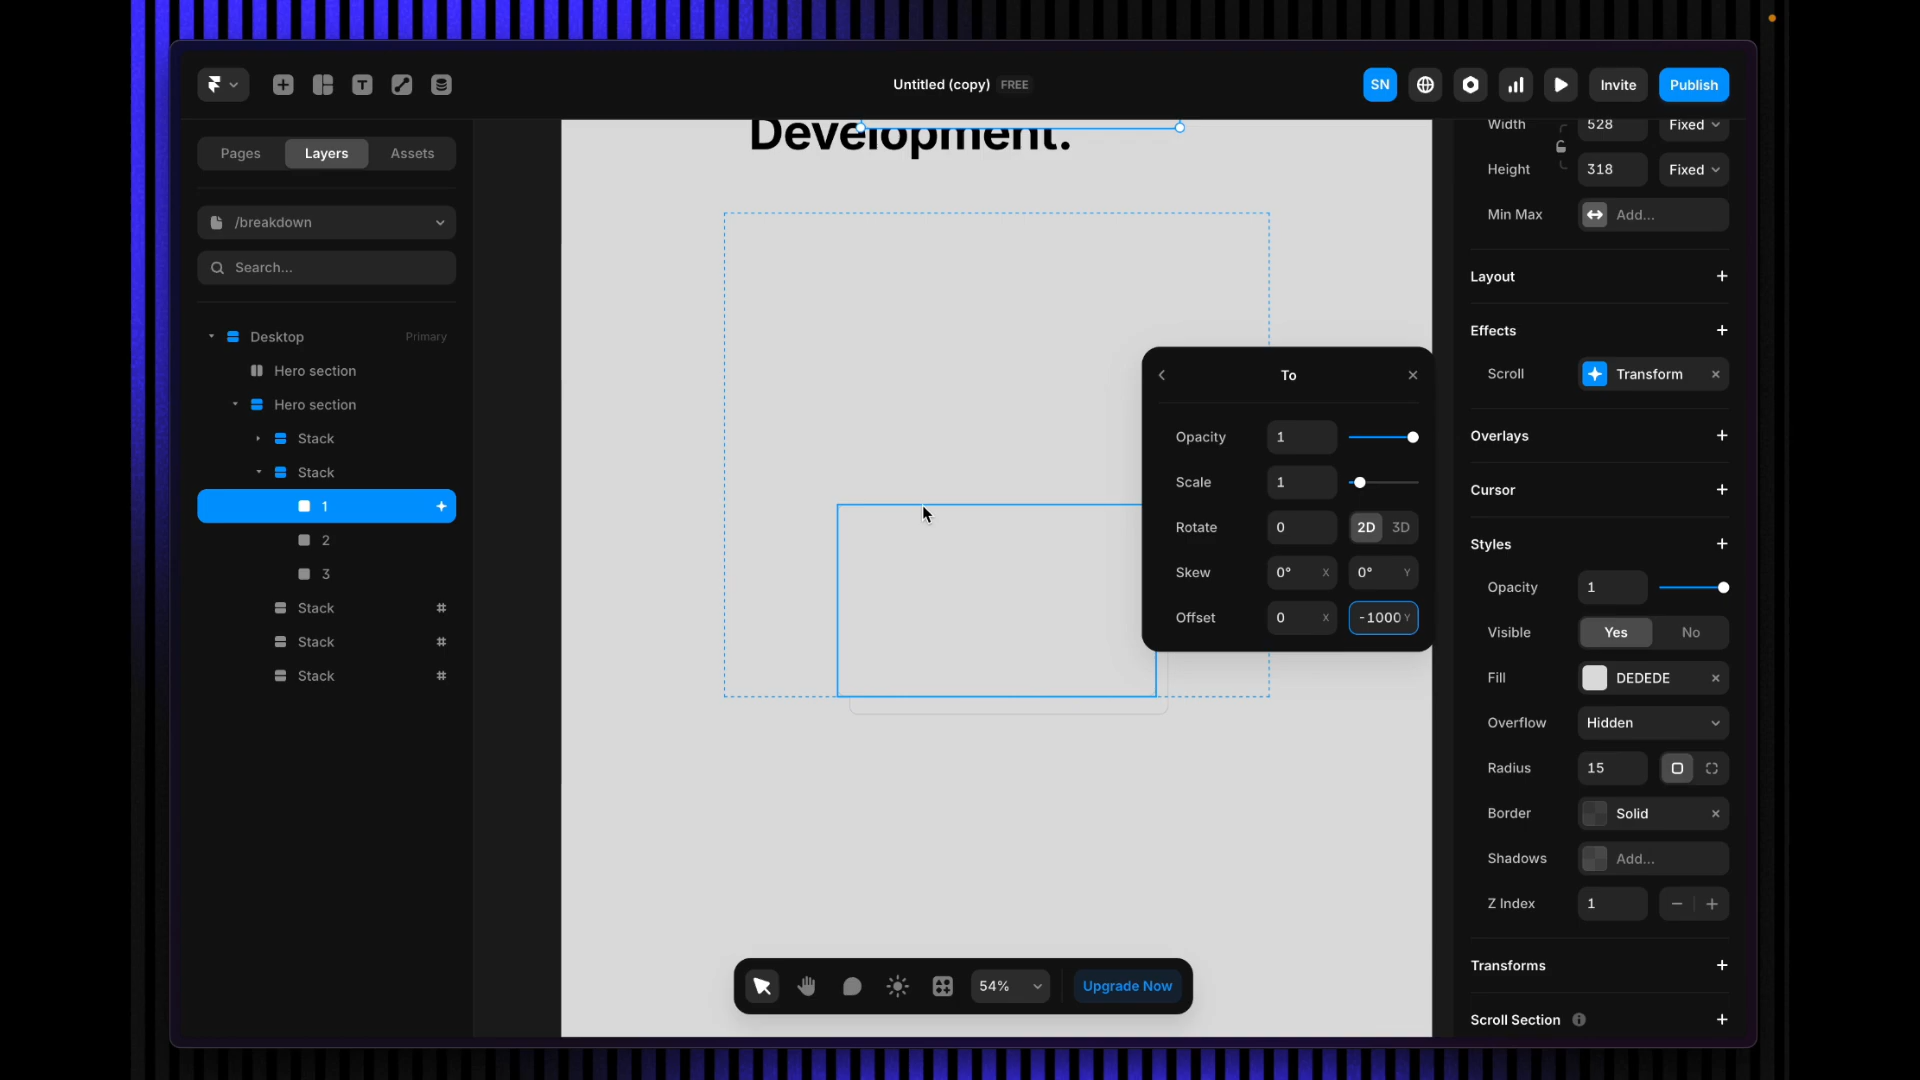 Untitled (copy) FREE
SN
Invite
Publish
Pages
Layers
Assets
/breakdown
Search...
Desktop
Primary
Hero section
Hero section
Stack
Stack
1
2
3
Stack
Stack
Stack
Development.
To
Opacity 1
Scale 1
Rotate 0 2D 3D
Skew 0° X 0° Y
Offset 0 X -1000 Y
54%
Upgrade Now
Width 528 Fixed
Height 318 Fixed
Min Max Add...
Layout
Effects
Scroll Transform
Overlays
Cursor
Styles
Opacity 1
Visible Yes No
Fill DEDEDE
Overflow Hidden
Radius 15
Border Solid
Shadows Add...
Z Index 1
Transforms
Scroll Section